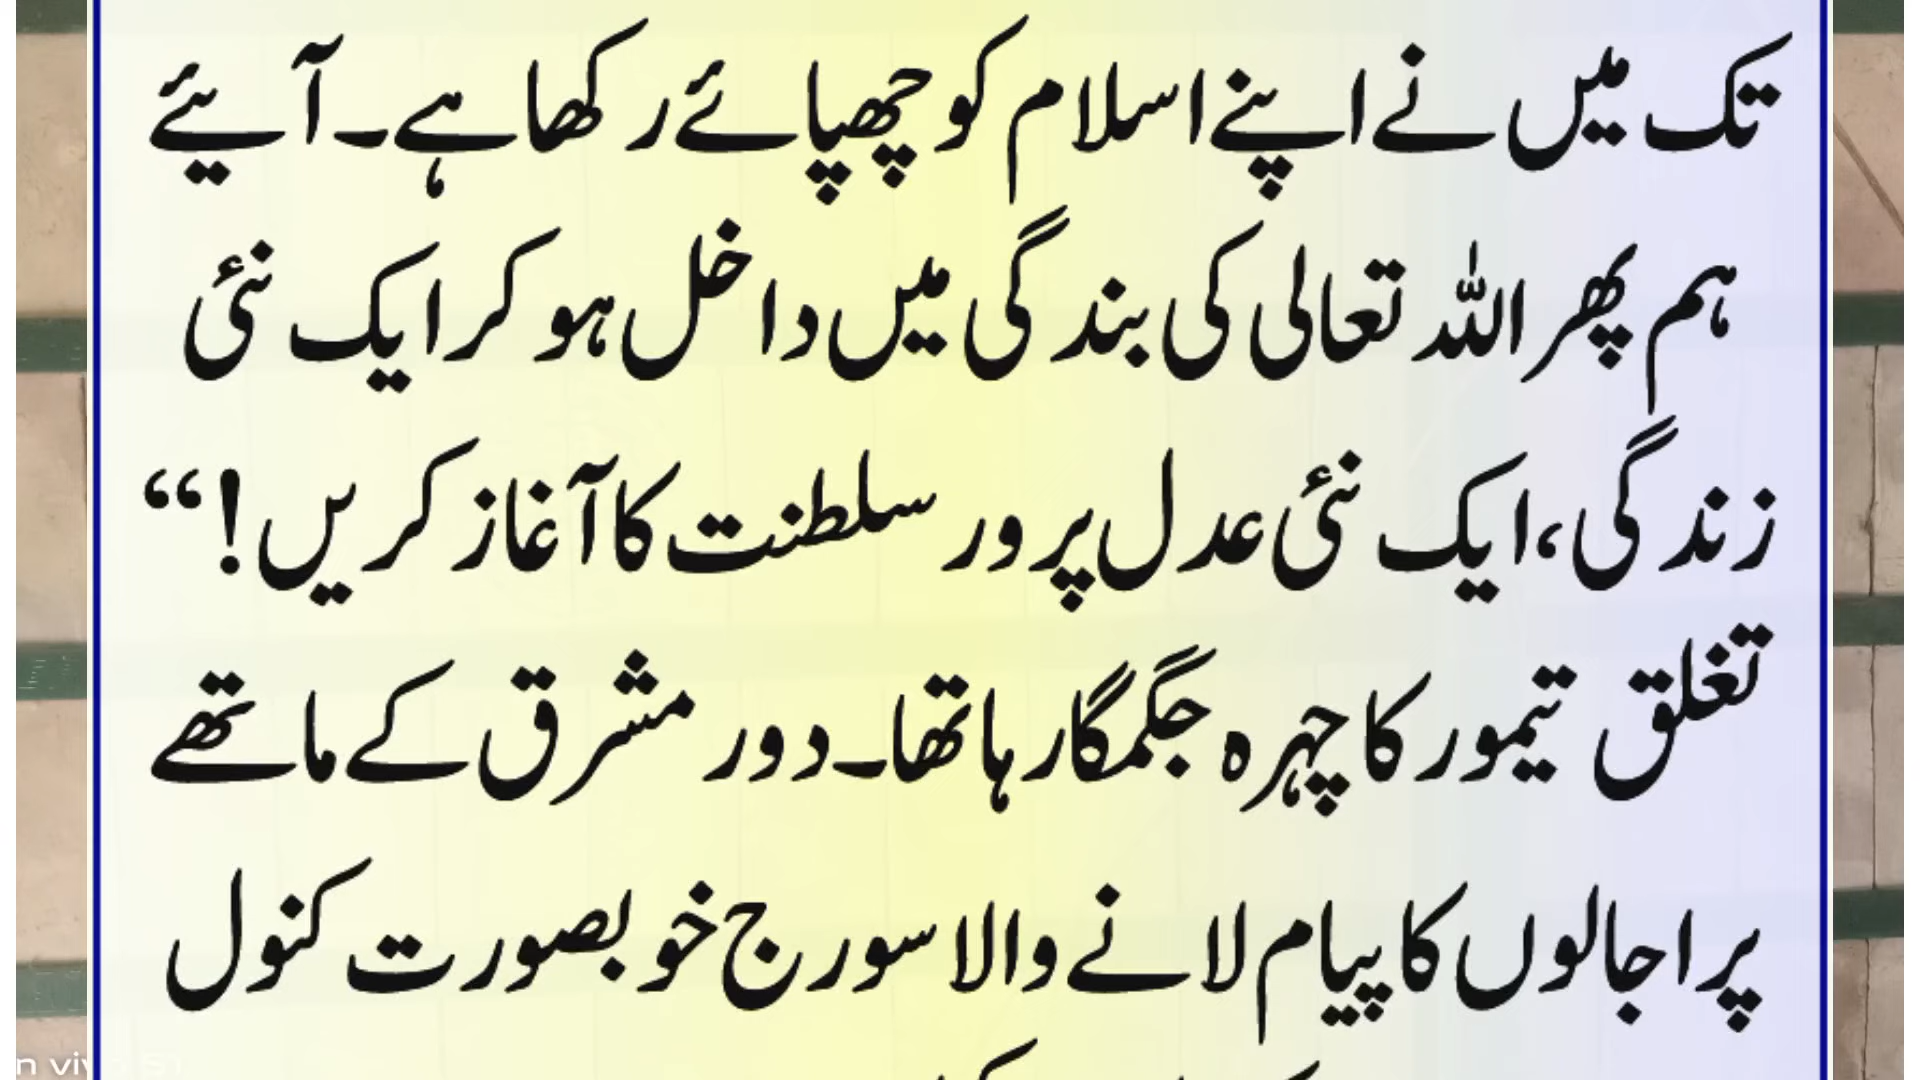 تک میں نے اپنے اسلام کو چھپائے رکھا ہے۔ آیئے
ہم پھر اللہ تعالی کی بندگی میں داخل ہو کر ایک نئی
زندگی، ایک نئی عدل پرور سلطنت کا آغاز کریں!“
تغلق تیمور کا چہرہ جگمگا رہا تھا۔ دور مشرق کے ماتھے
پر اجالوں کا پیام لانے والا سورج خوبصورت کنول